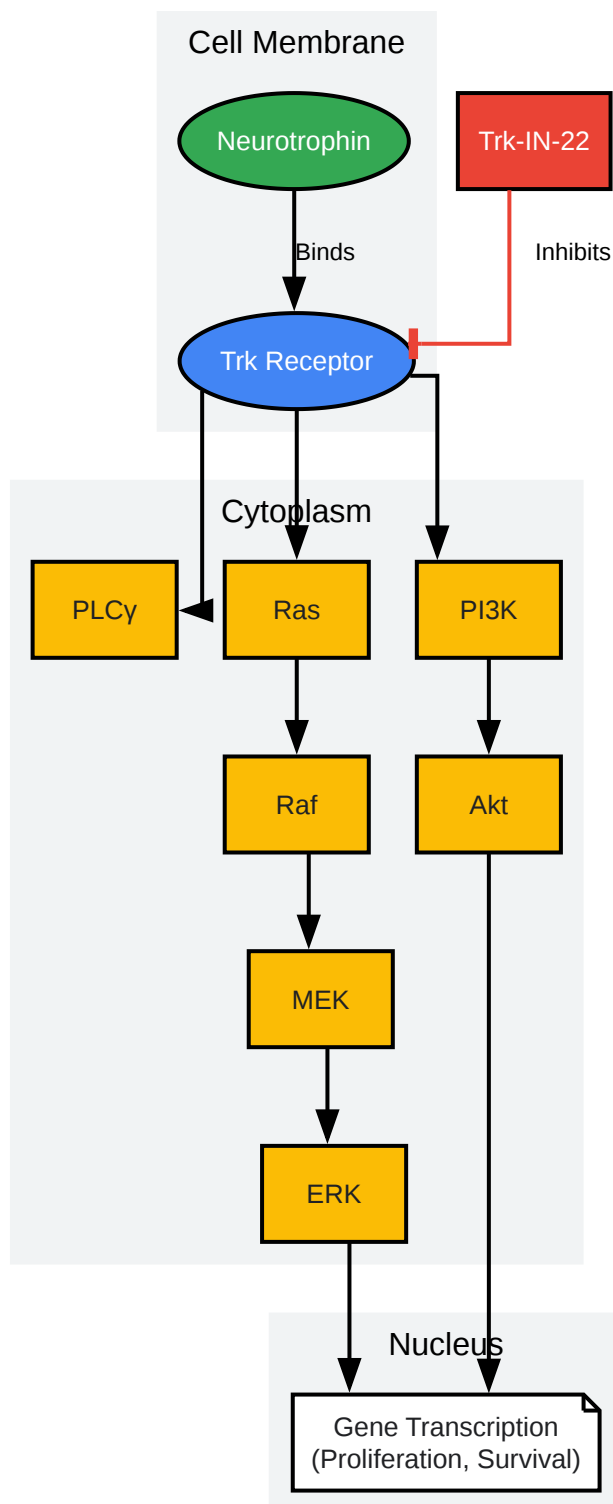 Cell Membrane
Neurotrophin
Trk-IN-22
Binds
Inhibits
Trk Receptor
Cytoplasm
PLCγ
Ras
PI3K
Raf
Akt
MEK
ERK
Nucleus
Gene Transcription
(Proliferation, Survival)